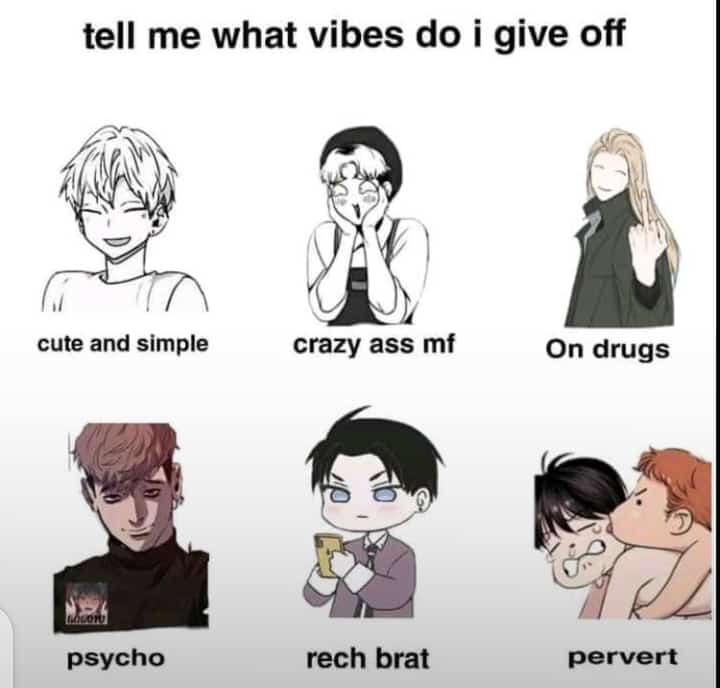 tell me what vibes do i give off
cute and simple
crazy ass mf
On drugs
psycho
rech brat
pervert